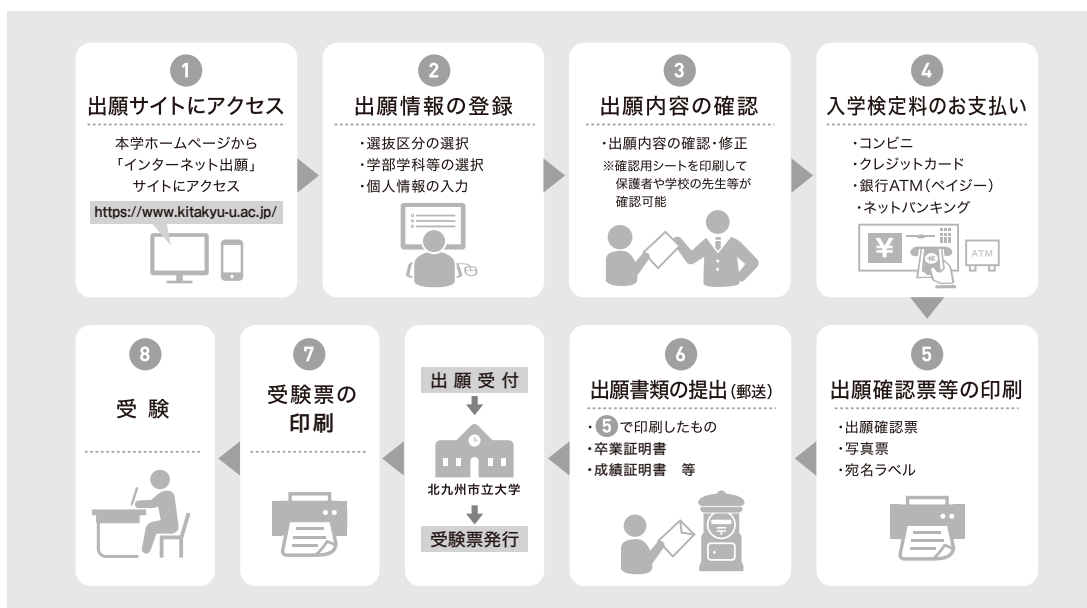 1
出願サイトにアクセス
本学ホームページから
「インターネット出願」
サイトにアクセス
https://www.kitakyu-u.ac.jp/
2
出願情報の登録
・選抜区分の選択
・学部学科等の選択
・個人情報の入力
3
出願内容の確認
・出願内容の確認・修正
※確認用シートを印刷して
保護者や学校の先生等が
確認可能
4
入学検定料のお支払い
・コンビニ
・クレジットカード
・銀行ATM(ペイジー)
・ネットバンキング
¥
¥
ATM
5
出願確認票等の印刷
・出願確認票
・写真票
・宛名ラベル
6
出願書類の提出(郵送)
・5で印刷したもの
・卒業証明書
・成績証明書 等
〒
出願受付
北九州市立大学
受験票発行
7
受験票の
印刷
8
受験